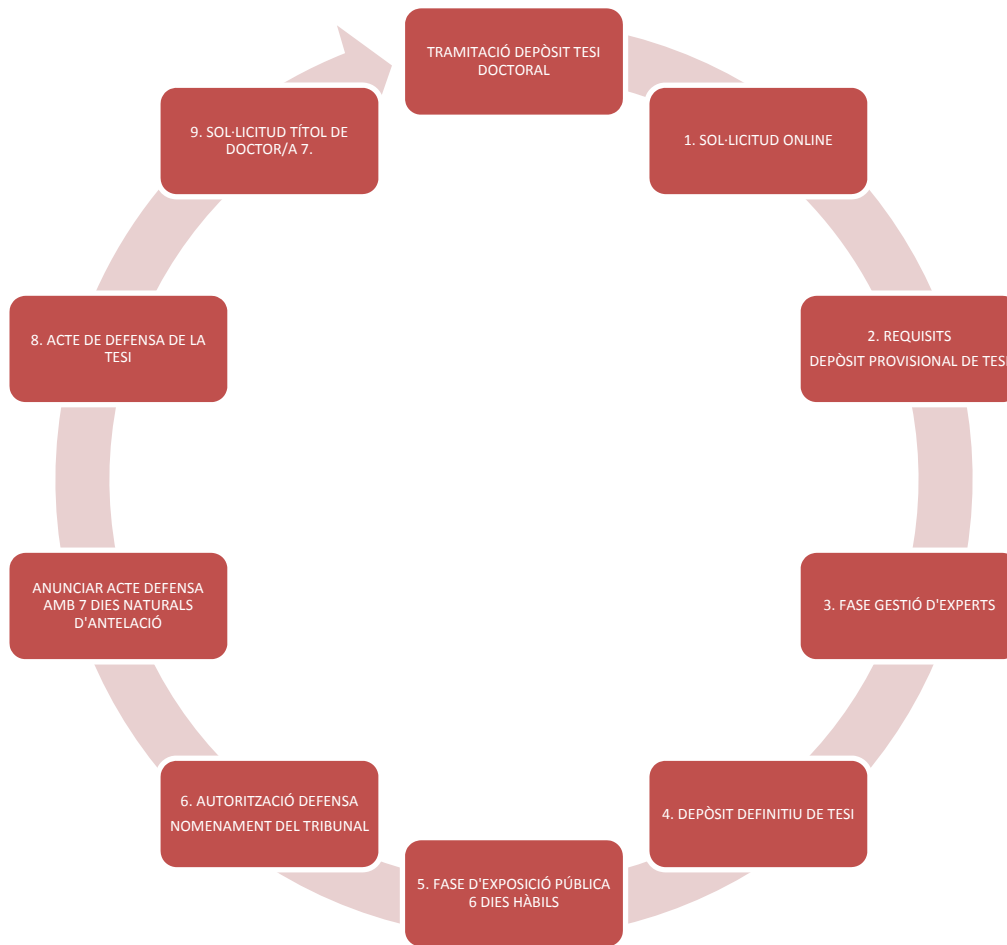 TRAMITACIÓ DEPÒSIT TESI
DOCTORAL
1. SOL·LICITUD ONLINE
2. REQUISITS
DEPÒSIT PROVISIONAL DE TESI
3. FASE GESTIÓ D'EXPERTS
4. DEPÒSIT DEFINITIU DE TESI
5. FASE D'EXPOSICIÓ PÚBLICA
6 DIES HÀBILS
6. AUTORITZACIÓ DEFENSA
NOMENAMENT DEL TRIBUNAL
ANUNCIAR ACTE DEFENSA
AMB 7 DIES NATURALS
D'ANTELACIÓ
8. ACTE DE DEFENSA DE LA
TESI
9. SOL·LICITUD TÍTOL DE
DOCTOR/A 7.